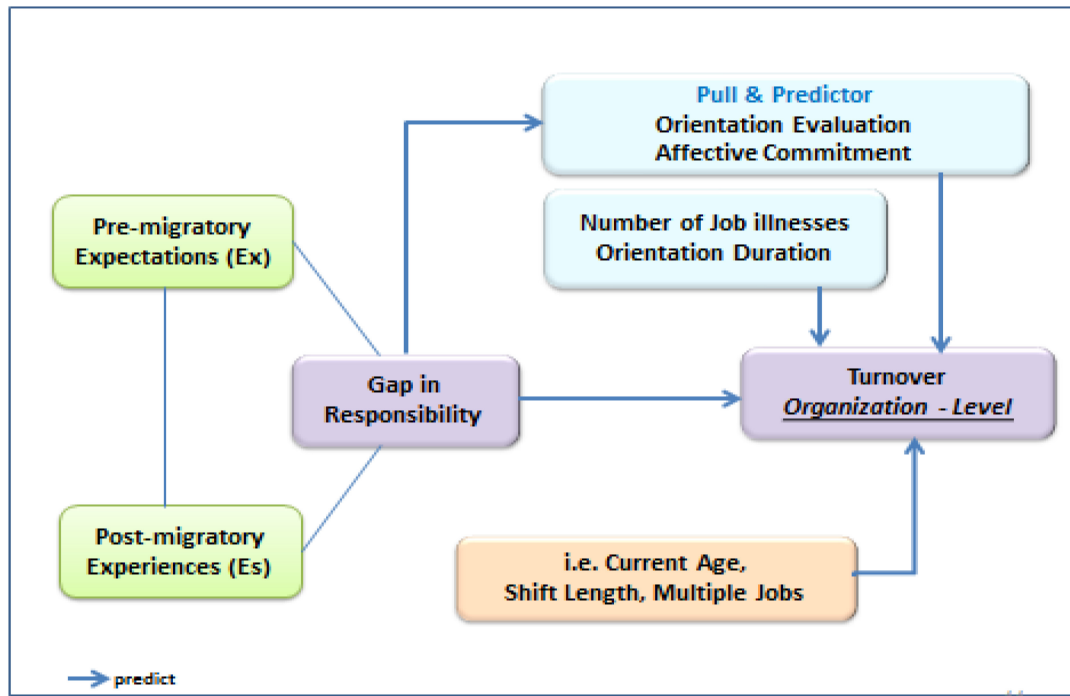 Pull & Predictor
Orientation Evaluation
Affective Commitment
Pre-migratory
Expectations (Ex)
Number of Job illnesses
Orientation Duration
Gap in
Responsibility
Turnover
Organization - Level
Post-migratory
Experiences (Es)
i.e. Current Age,
Shift Length, Multiple Jobs
predict